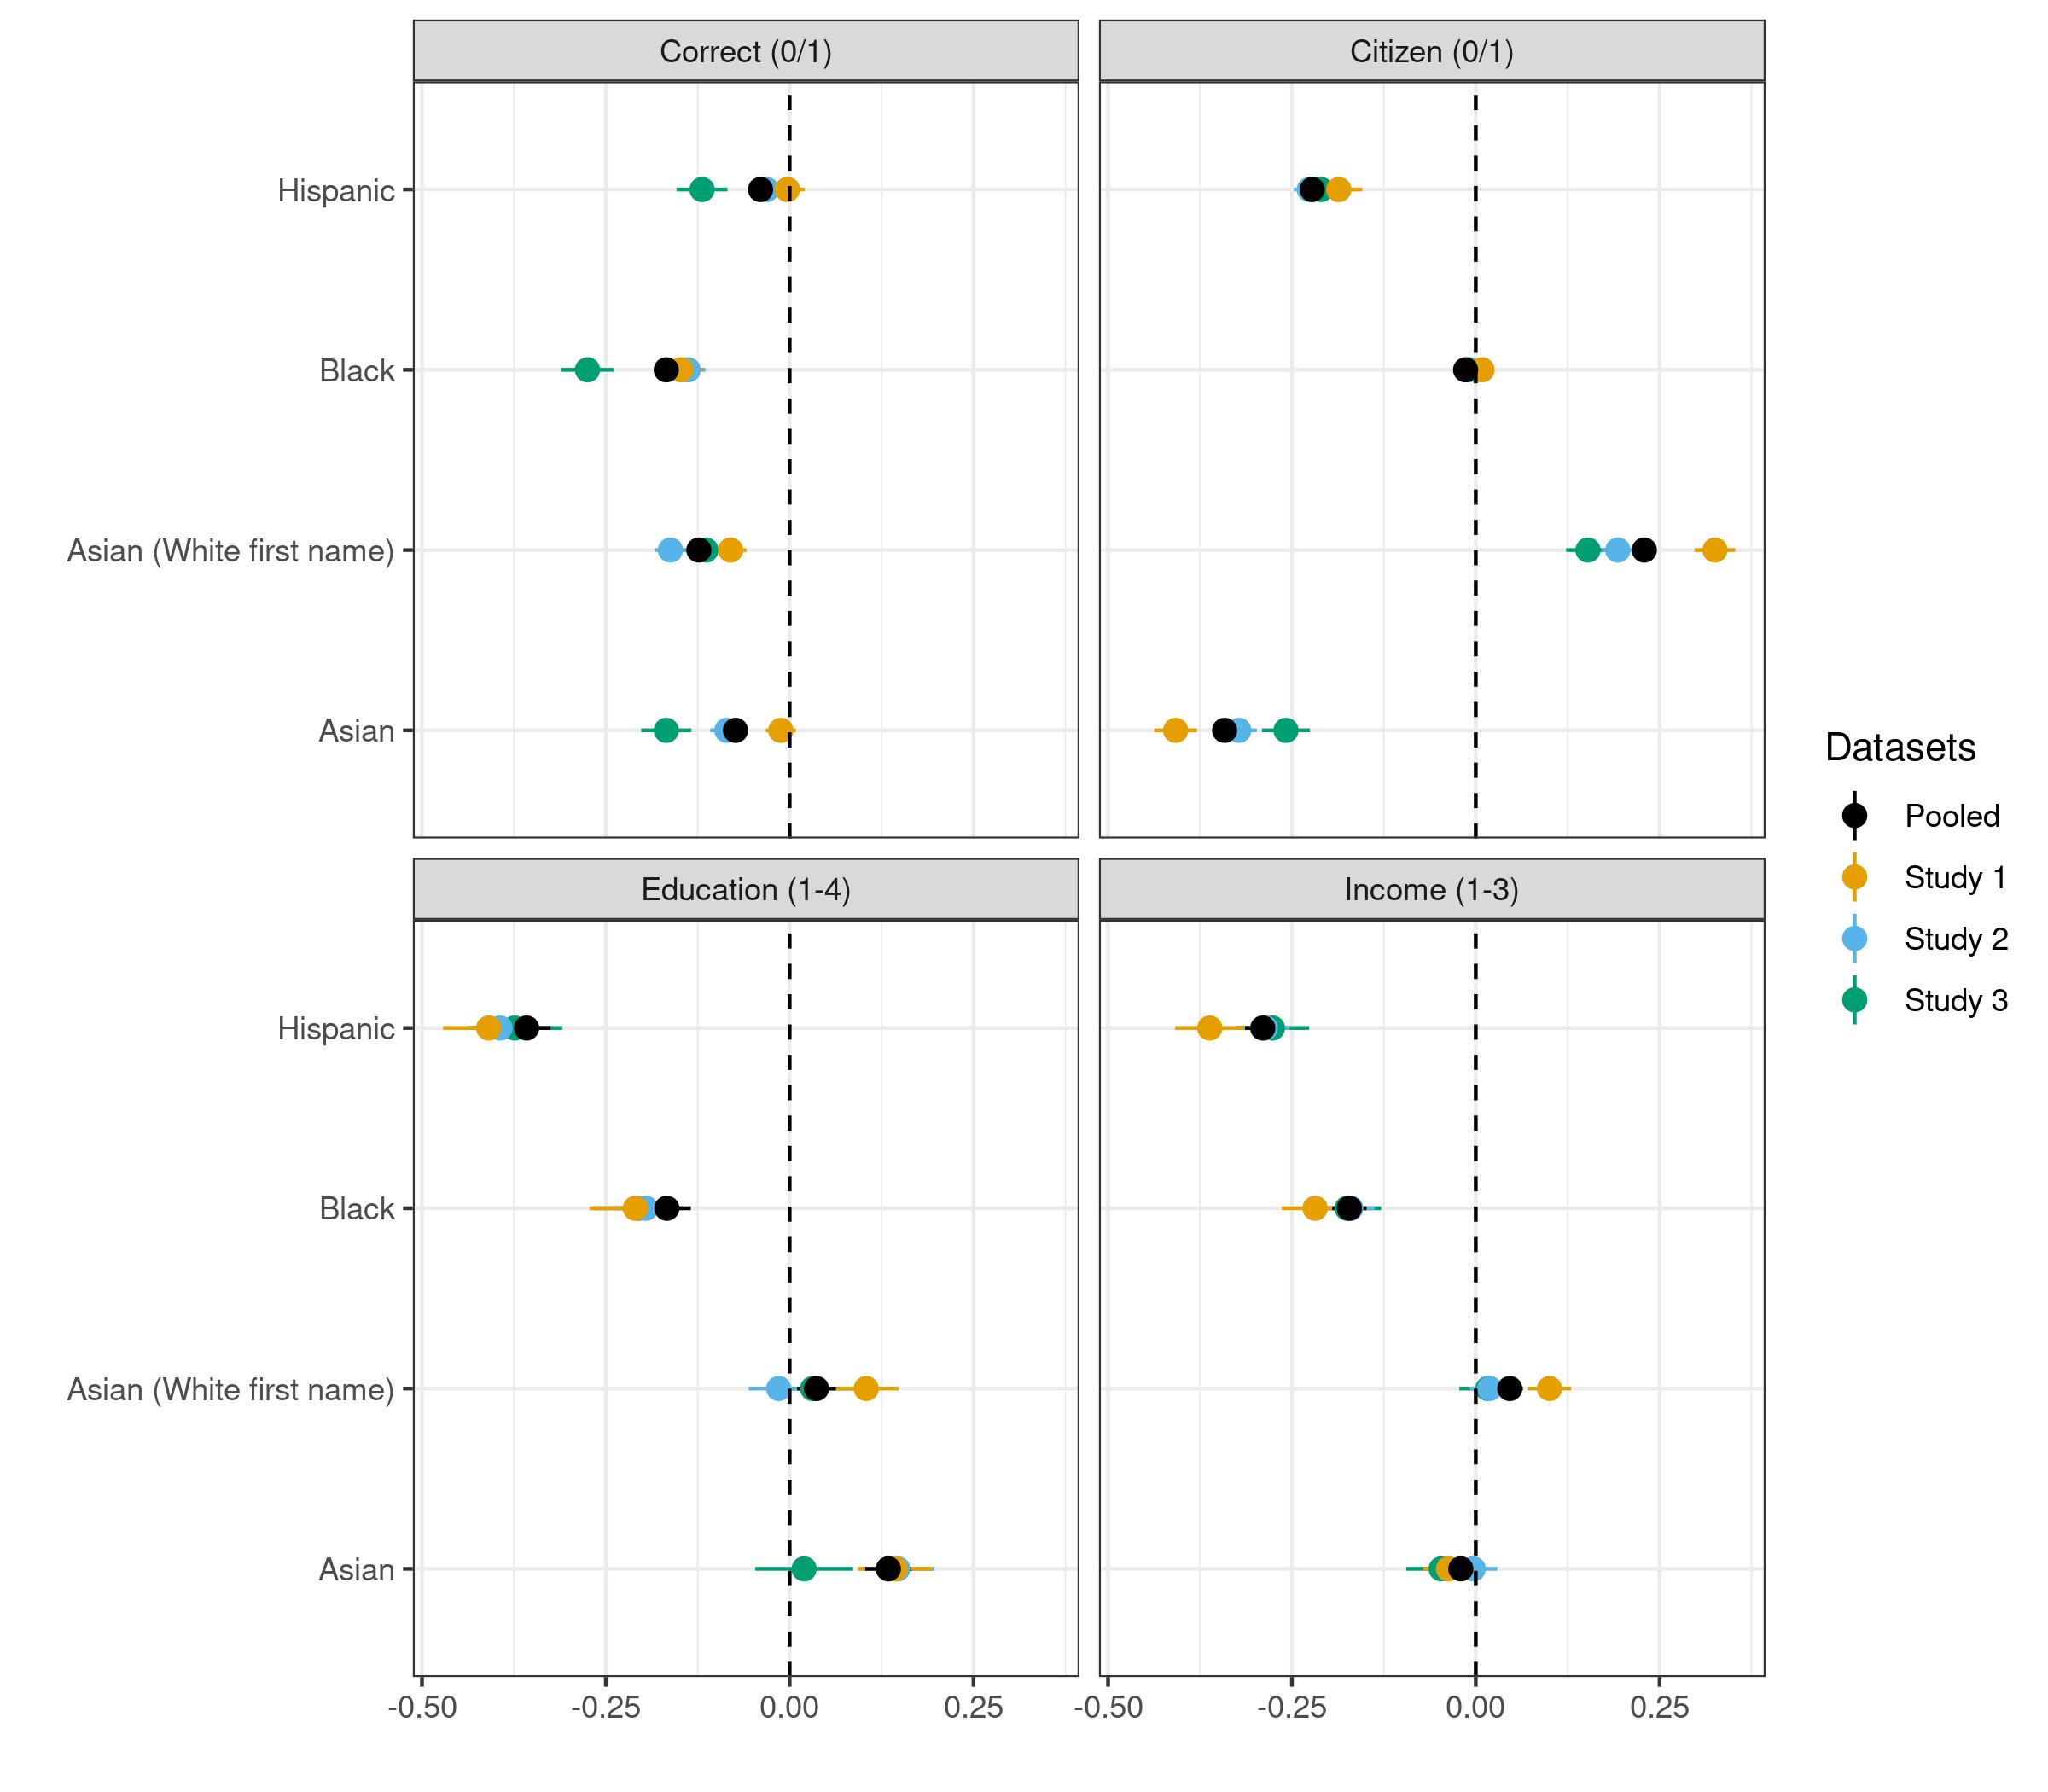 Correct (0/1)
Citizen (0/1)
Hispanic
Black
Asian (White first name)
Asian
Education (1-4)
Income (1-3)
Hispanic
Black
Asian (White first name)
Asian
-0.50 -0.25 0.00 0.25
-0.50 -0.25 0.00 0.25
Datasets
Pooled
Study 1
Study 2
Study 3